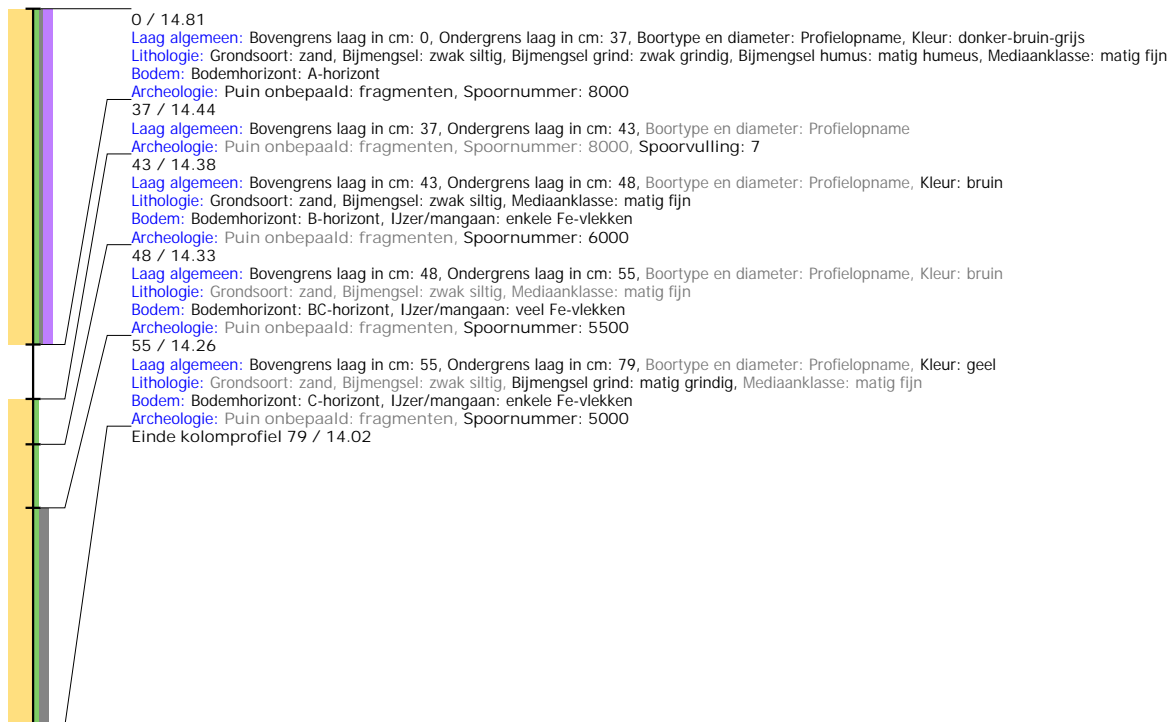 0 / 14.81
Laag algemeen: Bovengrens laag in cm: 0, Ondergrens laag in cm: 37, Boortype en diameter: Profielopname, Kleur: donker-bruin-grijs
Lithologie: Grondsoort: zand, Bijmengsel: zwak siltig, Bijmengsel grind: zwak grindig, Bijmengsel humus: matig humeus, Mediaanklasse: matig fijn
Bodem: Bodemhorizont: A-horizont
Archeologie: Puin onbepaald: fragmenten, Spoornummer: 8000
37 / 14.44
Laag algemeen: Bovengrens laag in cm: 37, Ondergrens laag in cm: 43, Boortype en diameter: Profielopname
Archeologie: Puin onbepaald: fragmenten, Spoornummer: 8000, Spoorvulling: 7
43 / 14.38
Laag algemeen: Bovengrens laag in cm: 43, Ondergrens laag in cm: 48, Boortype en diameter: Profielopname, Kleur: bruin
Lithologie: Grondsoort: zand, Bijmengsel: zwak siltig, Mediaanklasse: matig fijn
Bodem: Bodemhorizont: B-horizont, IJzer/mangaan: enkele Fe-vlekken
Archeologie: Puin onbepaald: fragmenten, Spoornummer: 6000
48 / 14.33
Laag algemeen: Bovengrens laag in cm: 48, Ondergrens laag in cm: 55, Boortype en diameter: Profielopname, Kleur: bruin
Lithologie: Grondsoort: zand, Bijmengsel: zwak siltig, Mediaanklasse: matig fijn
Bodem: Bodemhorizont: BC-horizont, IJzer/mangaan: veel Fe-vlekken
Archeologie: Puin onbepaald: fragmenten, Spoornummer: 5500
55 / 14.26
Laag algemeen: Bovengrens laag in cm: 55, Ondergrens laag in cm: 79, Boortype en diameter: Profielopname, Kleur: geel
Lithologie: Grondsoort: zand, Bijmengsel: zwak siltig, Bijmengsel grind: matig grindig, Mediaanklasse: matig fijn
Bodem: Bodemhorizont: C-horizont, IJzer/mangaan: enkele Fe-vlekken
Archeologie: Puin onbepaald: fragmenten, Spoornummer: 5000
Einde kolomprofiel 79 / 14.02